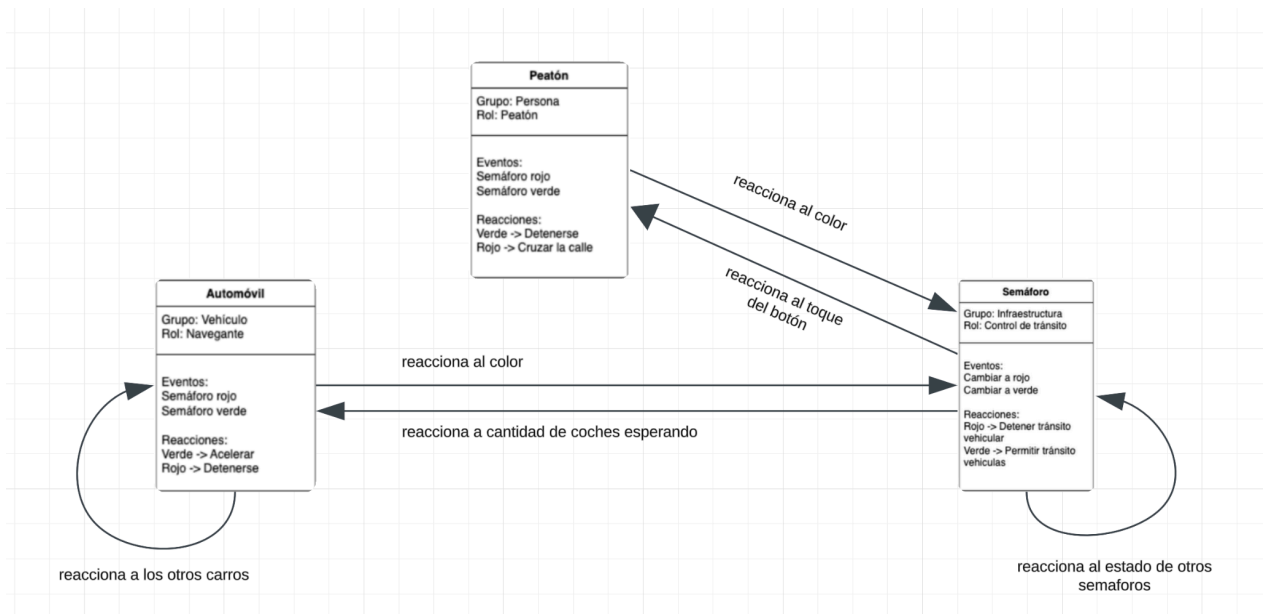 Peatón
Grupo: Persona
Rol: Peatón
Eventos:
Semáforo rojo
Semáforo verde
Reacciones:
Verde -> Detenerse
Rojo -> Cruzar la calle
reacciona al color
reacciona al toque
del botón
Automóvil
Grupo: Vehículo
Rol: Navegante
Eventos:
Semáforo rojo
Semáforo verde
Reacciones:
Verde -> Acelerar
Rojo -> Detenerse
reacciona al color
reacciona a cantidad de coches esperando
Semáforo
Grupo: Infraestructura
Rol: Control de tránsito
Eventos:
Cambiar a rojo
Cambiar a verde
Reacciones:
Rojo -> Detener tránsito
vehicular
Verde -> Permitir tránsito
vehiculas
reacciona a los otros carros
reacciona al estado de otros
semaforos